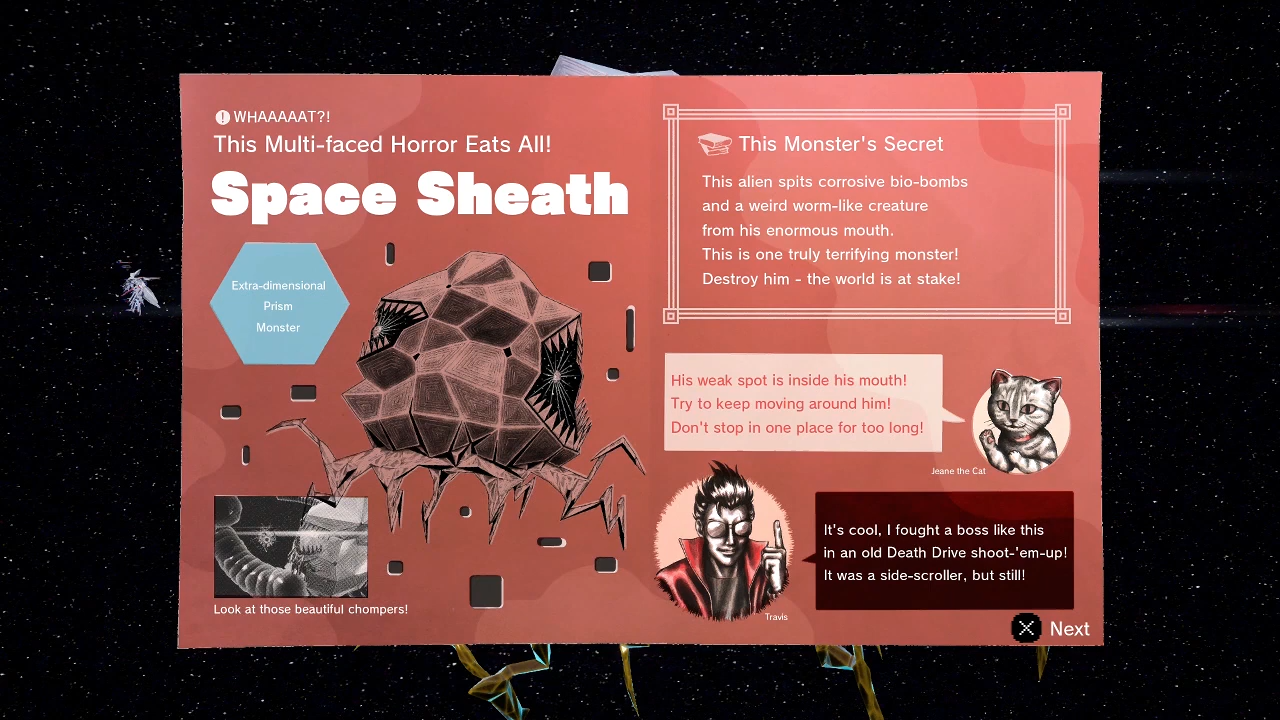 WHAAAAAT?!
This Multi-faced Horror Eats All!
Space Sheath
Extra-dimensional
Prism
Monster
Look at those beautiful chompers!
This Monster's Secret
This alien spits corrosive bio-bombs
and a weird worm-like creature
from his enormous mouth.
This is one truly terrifying monster!
Destroy him - the world is at stake!
His weak spot is inside his mouth!
Try to keep moving around him!
Don't stop in one place for too long!
Jeane the Cat
It's cool, I fought a boss like this
in an old Death Drive shoot-'em-up!
It was a side-scroller, but still!
Travis
Next